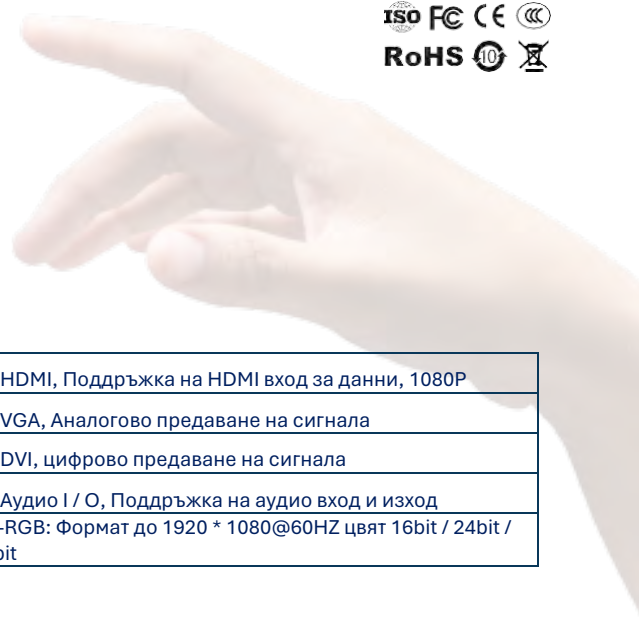 ISO FC CE CCC
RoHS 10
HDMI, Поддръжка на HDMI вход за данни, 1080P
VGA, Аналогово предаване на сигнала
DVI, цифрово предаване на сигнала
Аудио I / O, Поддръжка на аудио вход и изход
-RGB: Формат до 1920 * 1080@60HZ цвят 16bit / 24bit /
bit